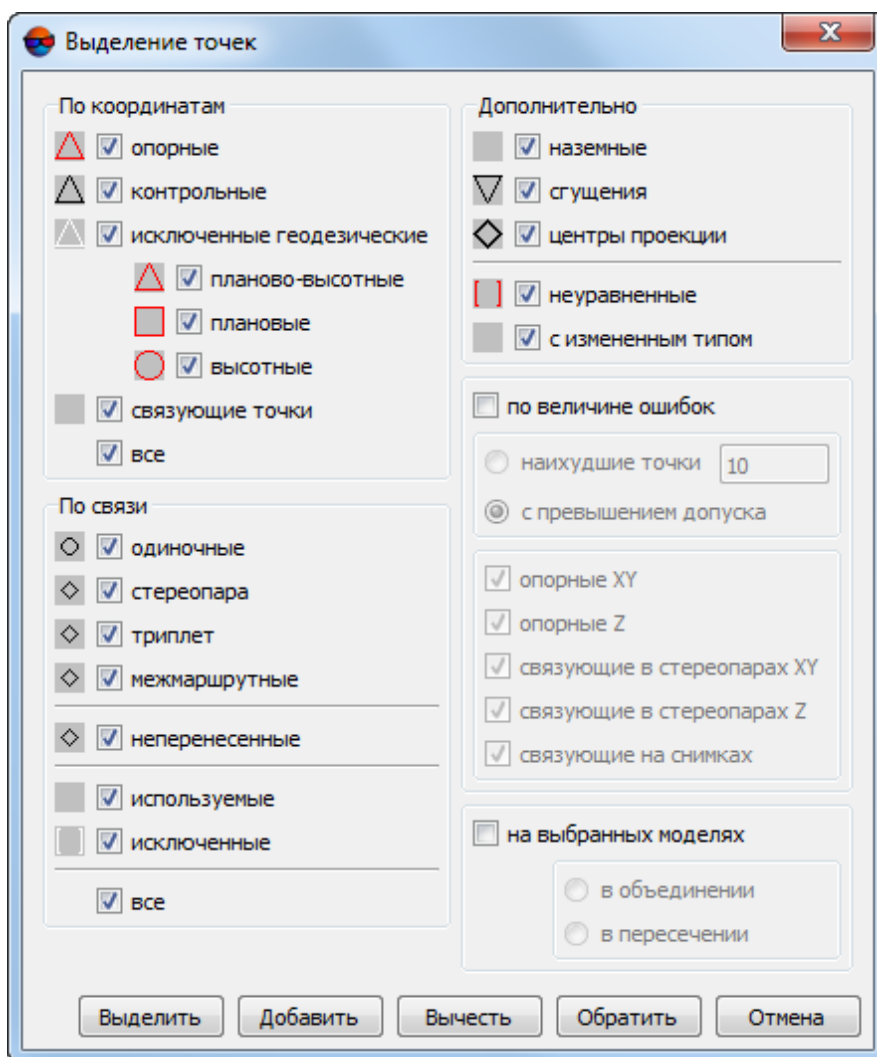 Выделение точек
По координатам
опорные
контрольные
исключенные геодезические
планово-высотные
плановые
высотные
связующие точки
все
По связи
одиночные
стереопара
триплет
межмаршрутные
неперенесенные
используемые
исключенные
все
Дополнительно
наземные
сгущения
центры проекции
неуравненные
с измененным типом
по величине ошибок
наихудшие точки 10
с превышением допуска
опорные XY
опорные Z
связующие в стереопарах XY
связующие в стереопарах Z
связующие на снимках
на выбранных моделях
в объединении
в пересечении
Выделить Добавить Вычесть Обратить Отмена